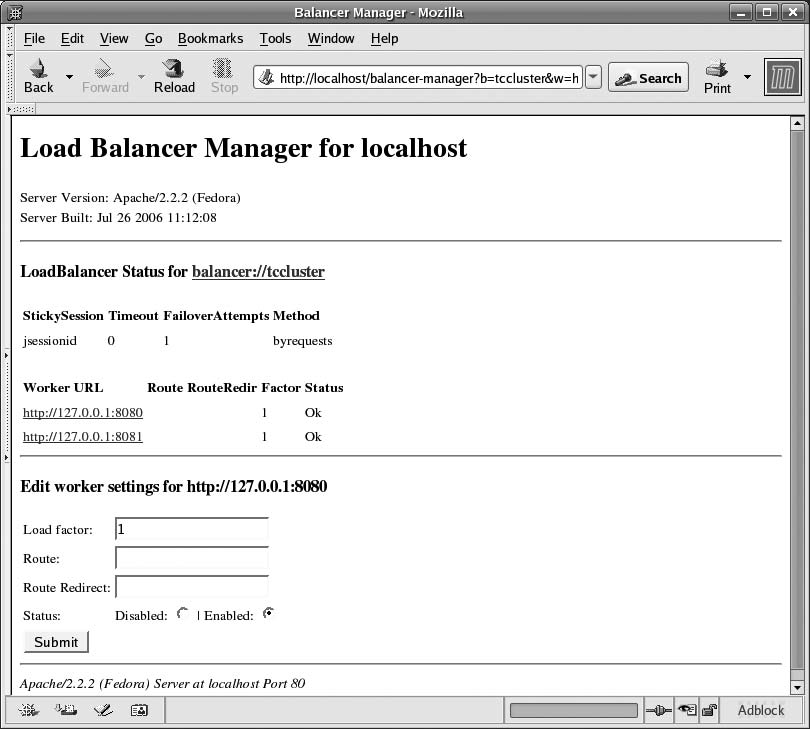 Balancer Manager - Mozilla
File Edit View Go Bookmarks Tools Window Help
Back Forward Reload Stop http://localhost/balancer-manager?b=tccluster&w=h Search Print m
Load Balancer Manager for localhost
Server Version: Apache/2.2.2 (Fedora)
Server Built: Jul 26 2006 11:12:08
LoadBalancer Status for balancer://tccluster
StickySession Timeout FailoverAttempts Method
jsessionid 0 1 byrequests
Worker URL Route RouteRedir Factor Status
http://127.0.0.1:8080 1 Ok
http://127.0.0.1:8081 1 Ok
Edit worker settings for http://127.0.0.1:8080
Load factor: 1
Route:
Route Redirect:
Status: Disabled: | Enabled:
Submit
Apache/2.2.2 (Fedora) Server at localhost Port 80
Adblock